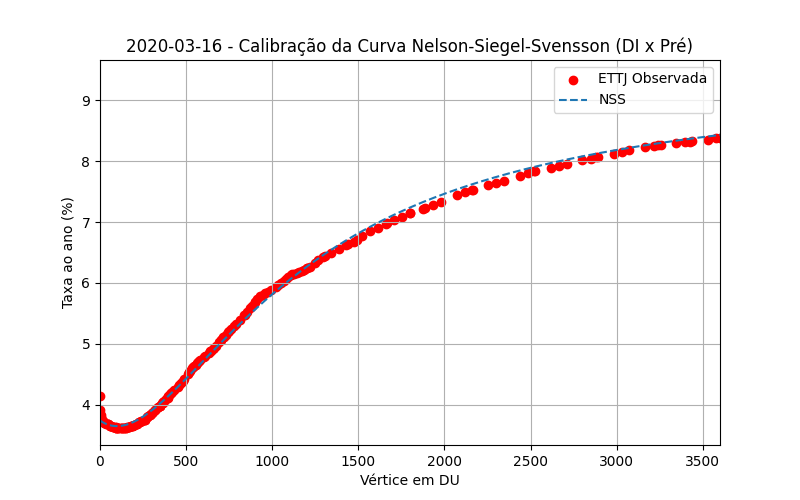 2020-03-16 - Calibração da Curva Nelson-Siegel-Svensson (DI x Pré)
ETTJ Observada
NSS
Taxa ao ano (%)
9
8
7
6
5
4
0 500 1000 1500 2000 2500 3000 3500
Vértice em DU